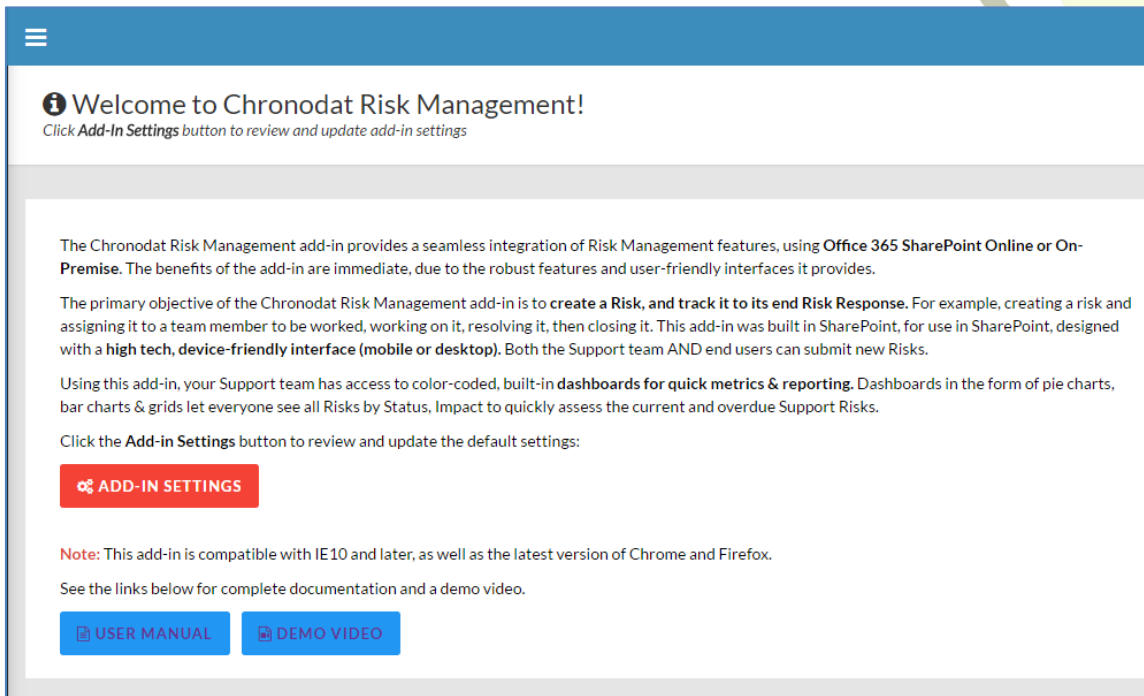 Welcome to Chronodat Risk Management!
Click Add-In Settings button to review and update add-in settings
The Chronodat Risk Management add-in provides a seamless integration of Risk Management features, using Office 365 SharePoint Online or On-
Premise. The benefits of the add-in are immediate, due to the robust features and user-friendly interfaces it provides.
The primary objective of the Chronodat Risk Management add-in is to create a Risk, and track it to its end Risk Response. For example, creating a risk and
assigning it to a team member to be worked, working on it, resolving it, then closing it. This add-in was built in SharePoint, for use in SharePoint, designed
with a high tech, device-friendly interface (mobile or desktop). Both the Support team AND end users can submit new Risks.
Using this add-in, your Support team has access to color-coded, built-in dashboards for quick metrics & reporting. Dashboards in the form of pie charts,
bar charts & grids let everyone see all Risks by Status, Impact to quickly assess the current and overdue Support Risks.
Click the Add-in Settings button to review and update the default settings:
ADD-IN SETTINGS
Note: This add-in is compatible with IE10 and later, as well as the latest version of Chrome and Firefox.
See the links below for complete documentation and a demo video.
USER MANUAL DEMO VIDEO